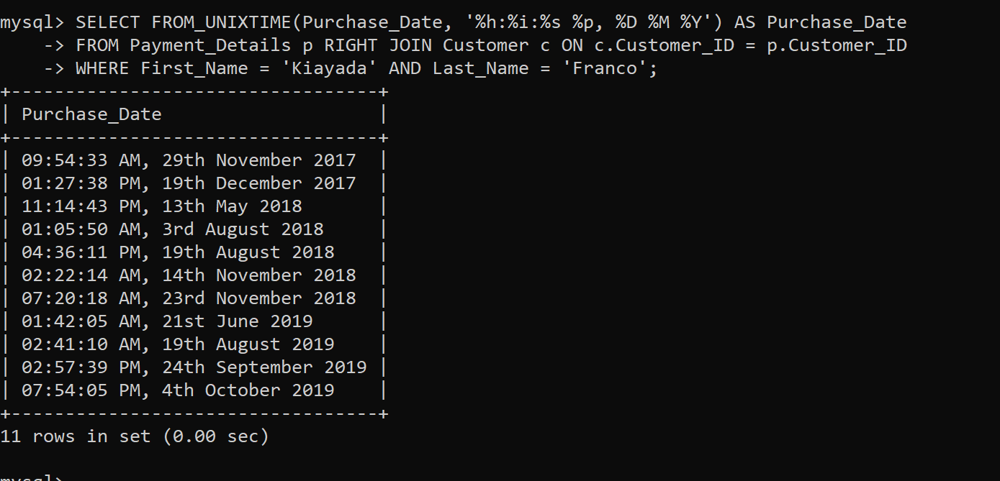 mysql> SELECT FROM_UNIXTIME(Purchase_Date, '%h:%i:%s %p, %D %M %Y') AS Purchase_Date
    -> FROM Payment_Details p RIGHT JOIN Customer c ON c.Customer_ID = p.Customer_ID
    -> WHERE First_Name = 'Kiayada' AND Last_Name = 'Franco';
+----------------------------------+
| Purchase_Date                    |
+----------------------------------+
| 09:54:33 AM, 29th November 2017  |
| 01:27:38 PM, 19th December 2017  |
| 11:14:43 PM, 13th May 2018       |
| 01:05:50 AM, 3rd August 2018     |
| 04:36:11 PM, 19th August 2018    |
| 02:22:14 AM, 14th November 2018  |
| 07:20:18 AM, 23rd November 2018  |
| 01:42:05 AM, 21st June 2019      |
| 02:41:10 AM, 19th August 2019    |
| 02:57:39 PM, 24th September 2019 |
| 07:54:05 PM, 4th October 2019    |
+----------------------------------+
11 rows in set (0.00 sec)
mysql>